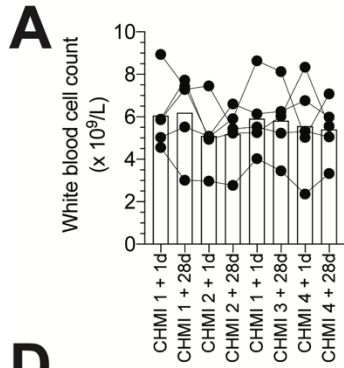 A
White blood cell count
(x 10⁹/L)
10
8
6
4
2
0
CHMI 1 + 1d
CHMI 1 + 28d
CHMI 2 + 1d
CHMI 2 + 28d
CHMI 1 + 1d
CHMI 3 + 28d
CHMI 4 + 1d
CHMI 4 + 28d
D